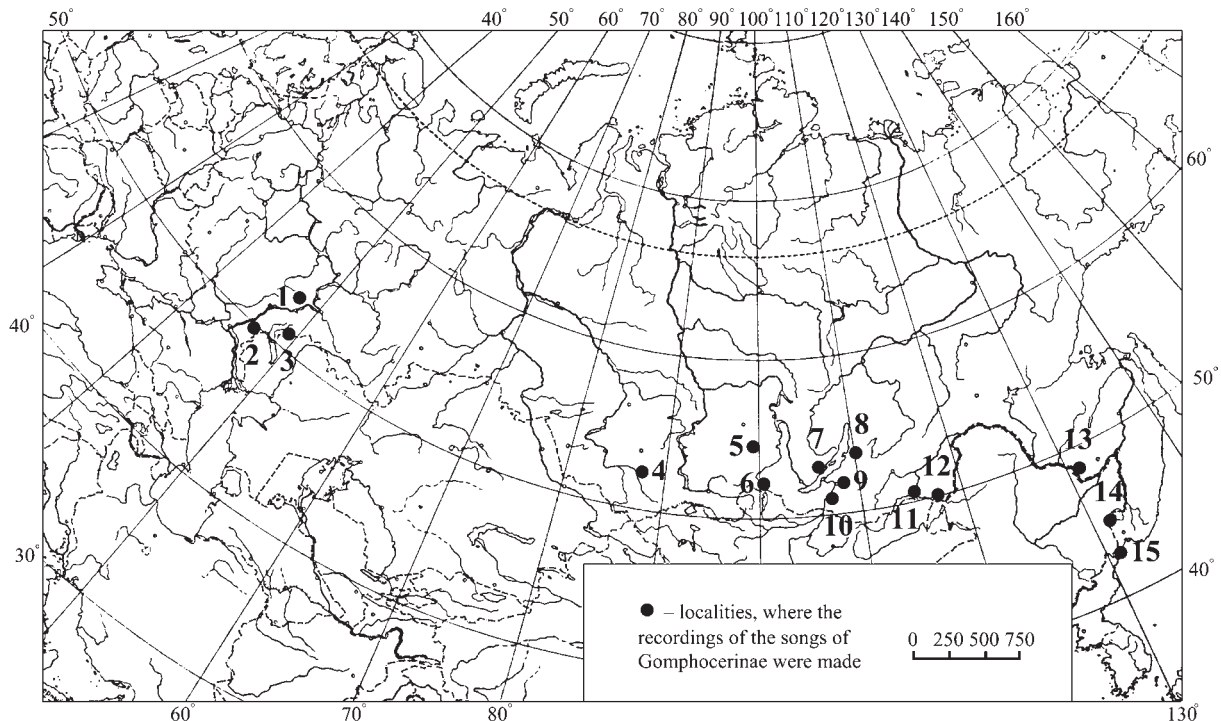 50° 40° 50° 60° 70° 80° 90° 100° 110° 120° 130° 140° 150° 160°
60°
1
40°
2 3
50°
8
7
5 13
4 12
6 9
14
10 11
15
30° 40°
● – localities, where the
recordings of the songs of
Gomphocerinae were made
0 250 500 750
60° 70° 80° 130°